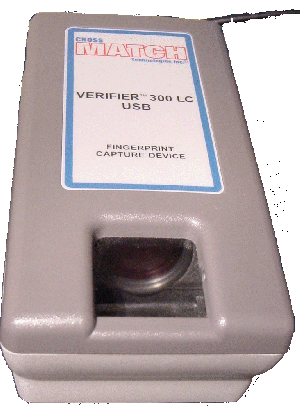 CROSS
MATCH
Technologies, Inc.
VERIFIER™ 300 LC
USB
FINGERPRINT
CAPTURE DEVICE